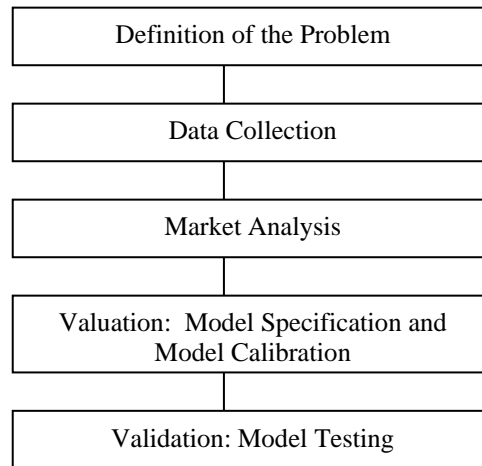 Definition of the Problem
Data Collection
Market Analysis
Valuation:  Model Specification and
Model Calibration
Validation: Model Testing